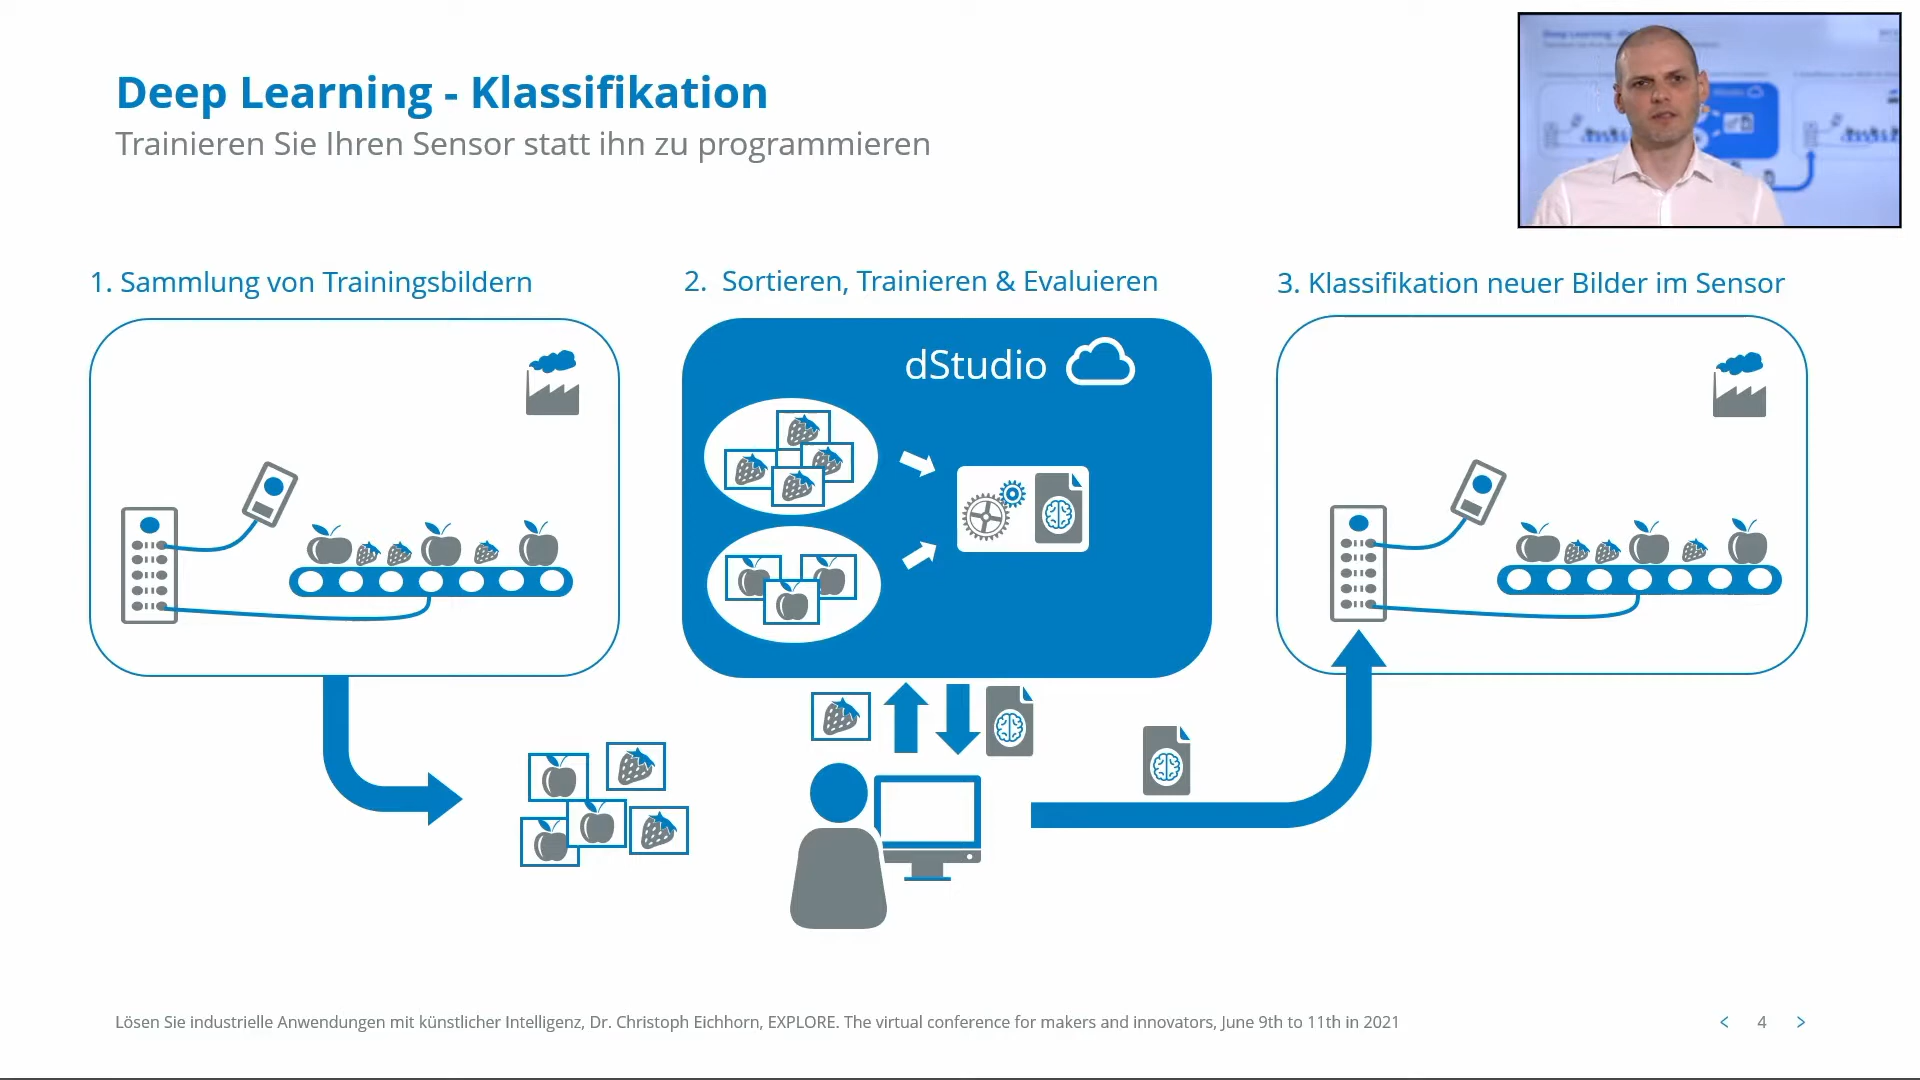 Deep Learning - Klassifikation
Trainieren Sie Ihren Sensor statt ihn zu programmieren
1. Sammlung von Trainingsbildern
2. Sortieren, Trainieren & Evaluieren
3. Klassifikation neuer Bilder im Sensor
dStudio
Lösen Sie industrielle Anwendungen mit künstlicher Intelligenz, Dr. Christoph Eichhorn, EXPLORE. The virtual conference for makers and innovators, June 9th to 11th in 2021
< 4 >